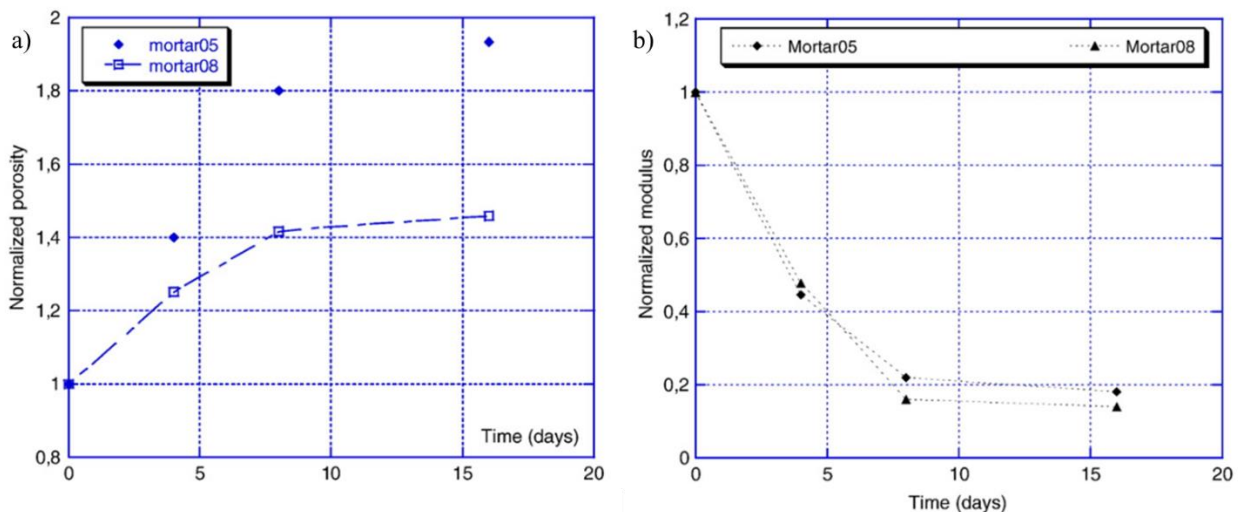 a)
2
1,8
1,6
1,4
1,2
1
0,8
Normalized porosity
mortar05
mortar08
Time (days)
0 5 10 15 20
b)
1,2
1
0,8
0,6
0,4
0,2
0
Normalized modulus
Mortar05 Mortar08
0 5 10 15 20
Time (days)